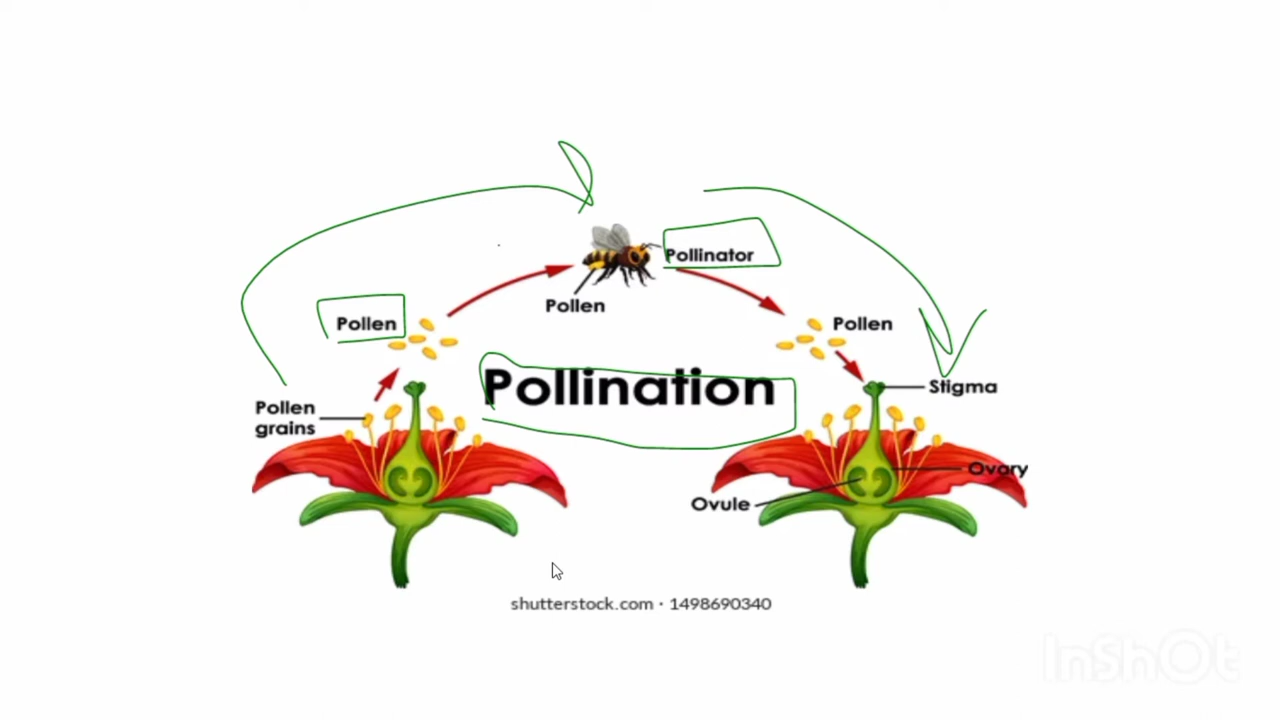 Pollinator
Pollen
Pollen
Pollen
Pollination
Stigma
Pollen
grains
Ovary
Ovule
shutterstock.com · 1498690340
InShOt